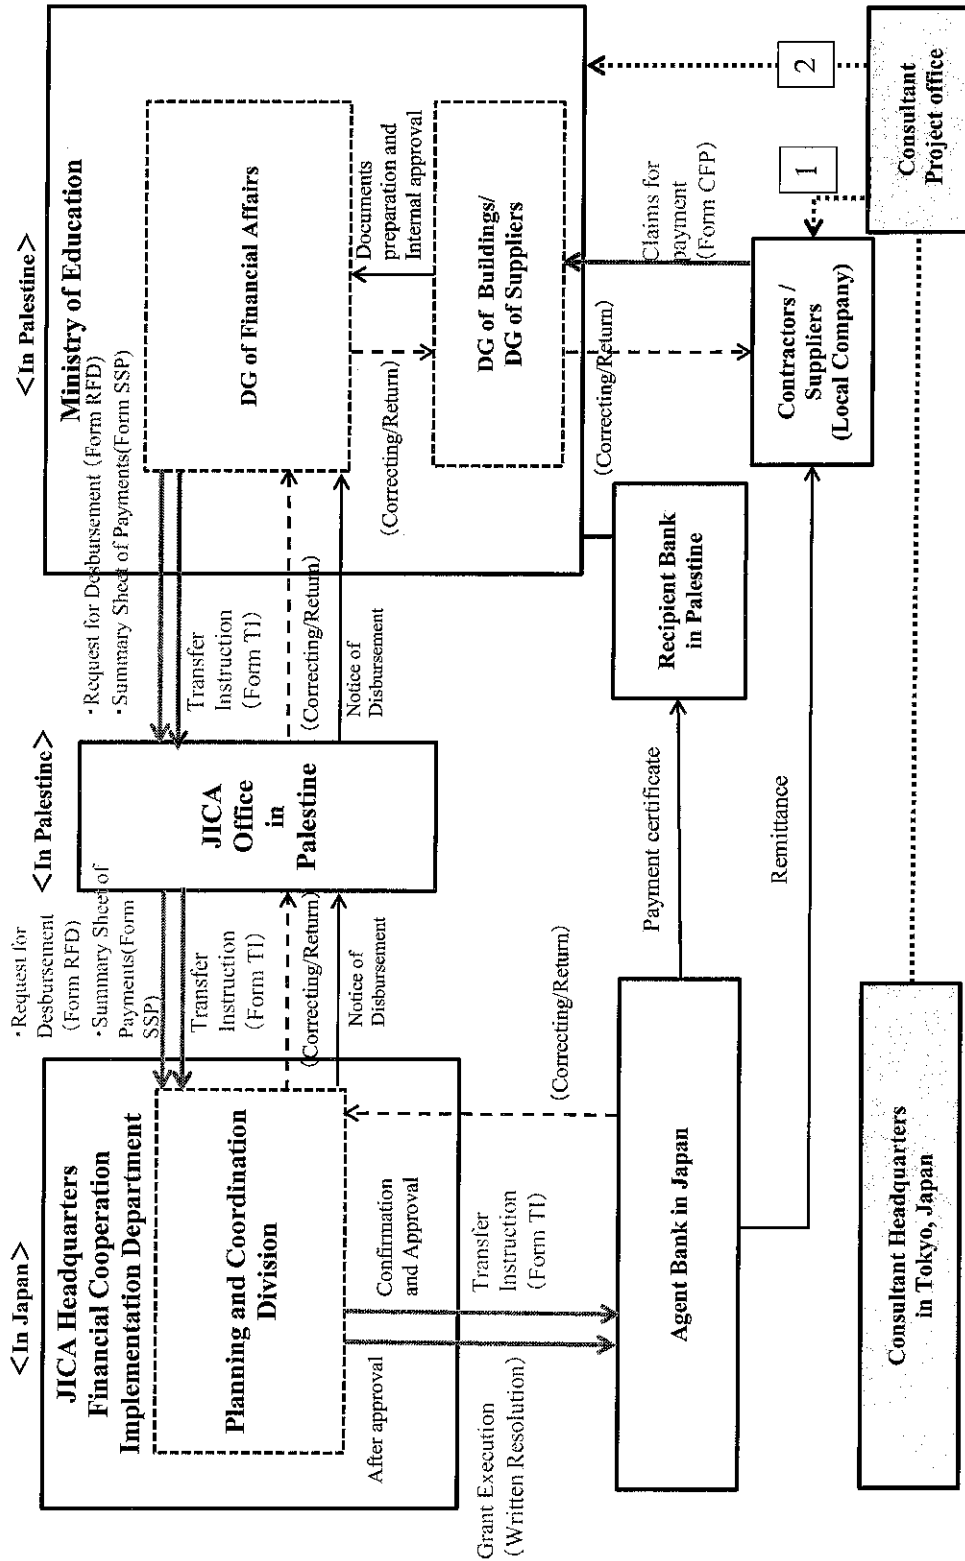 <In Japan>
JICA Headquarters
Financial Cooperation
Implementation Department
Planning and Coordination
Division
After approval
Confirmation
and Approval
Grant Execution
(Written Resolution)
Transfer
Instruction
(Form TI)
(Correcting/Return)
・Request for
Desbursement
(Form RFD)
・Summary Sheet of
Payments(Form
SSP)
Transfer
Instruction
(Form TI)
(Correcting/Return)
Notice of
Disbursement
<In Palestine>
JICA
Office
in
Palestine
・Request for Desbursement (Form RFD)
・Summary Sheet of Payments(Form SSP)
Transfer
Instruction
(Form TI)
(Correcting/Return)
Notice of
Disbursement
<In Palestine>
Ministry of Education
DG of Financial Affairs
(Correcting/Return)
Documents
preparation and
Internal approval
DG of Buildings/
DG of Suppliers
(Correcting/Return)
Claims for
payment
(Form CFP)
Agent Bank in Japan
Payment certificate
Recipient Bank
in Palestine
Remittance
Contractors /
Suppliers
(Local Company)
1
2
Consultant Headquarters
in Tokyo, Japan
Consultant
Project office